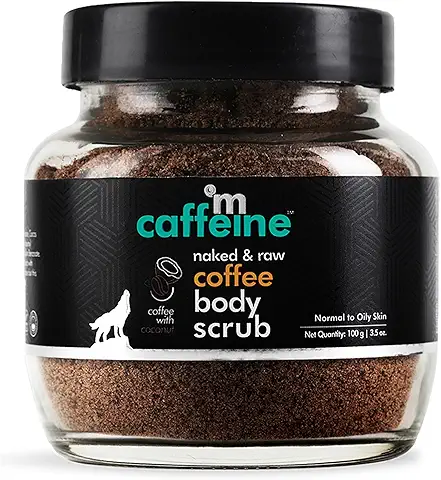 m
caffeine
naked & raw
coffee
body
scrub
coffee
with
coconut
Normal to Oily Skin
Net Quantity: 100 g | 3.5 oz.